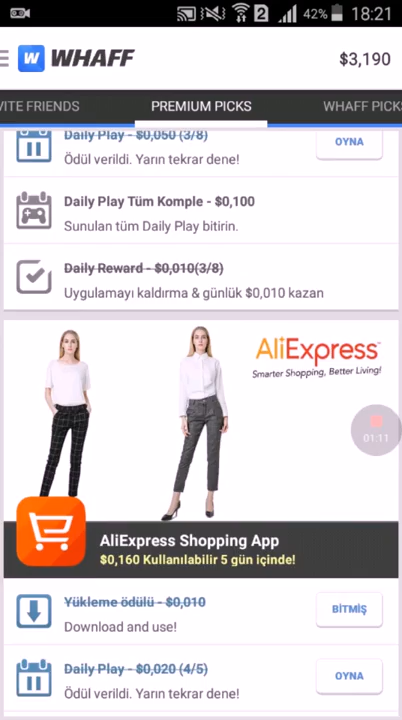 42% 18:21
W WHAFF $3,190
VITE FRIENDS PREMIUM PICKS WHAFF PICKS
Daily Play - $0,050 (3/8)
Ödül verildi. Yarın tekrar dene!
OYNA
Daily Play Tüm Komple - $0,100
Sunulan tüm Daily Play bitirin.
Daily Reward - $0,010(3/8)
Uygulamayı kaldırma & günlük $0,010 kazan
AliExpress
Smarter Shopping, Better Living!
01:11
AliExpress Shopping App
$0,160 Kullanılabilir 5 gün içinde!
Yükleme ödülü - $0,010
Download and use!
BİTMİŞ
Daily Play - $0,020 (4/5)
Ödül verildi. Yarın tekrar dene!
OYNA